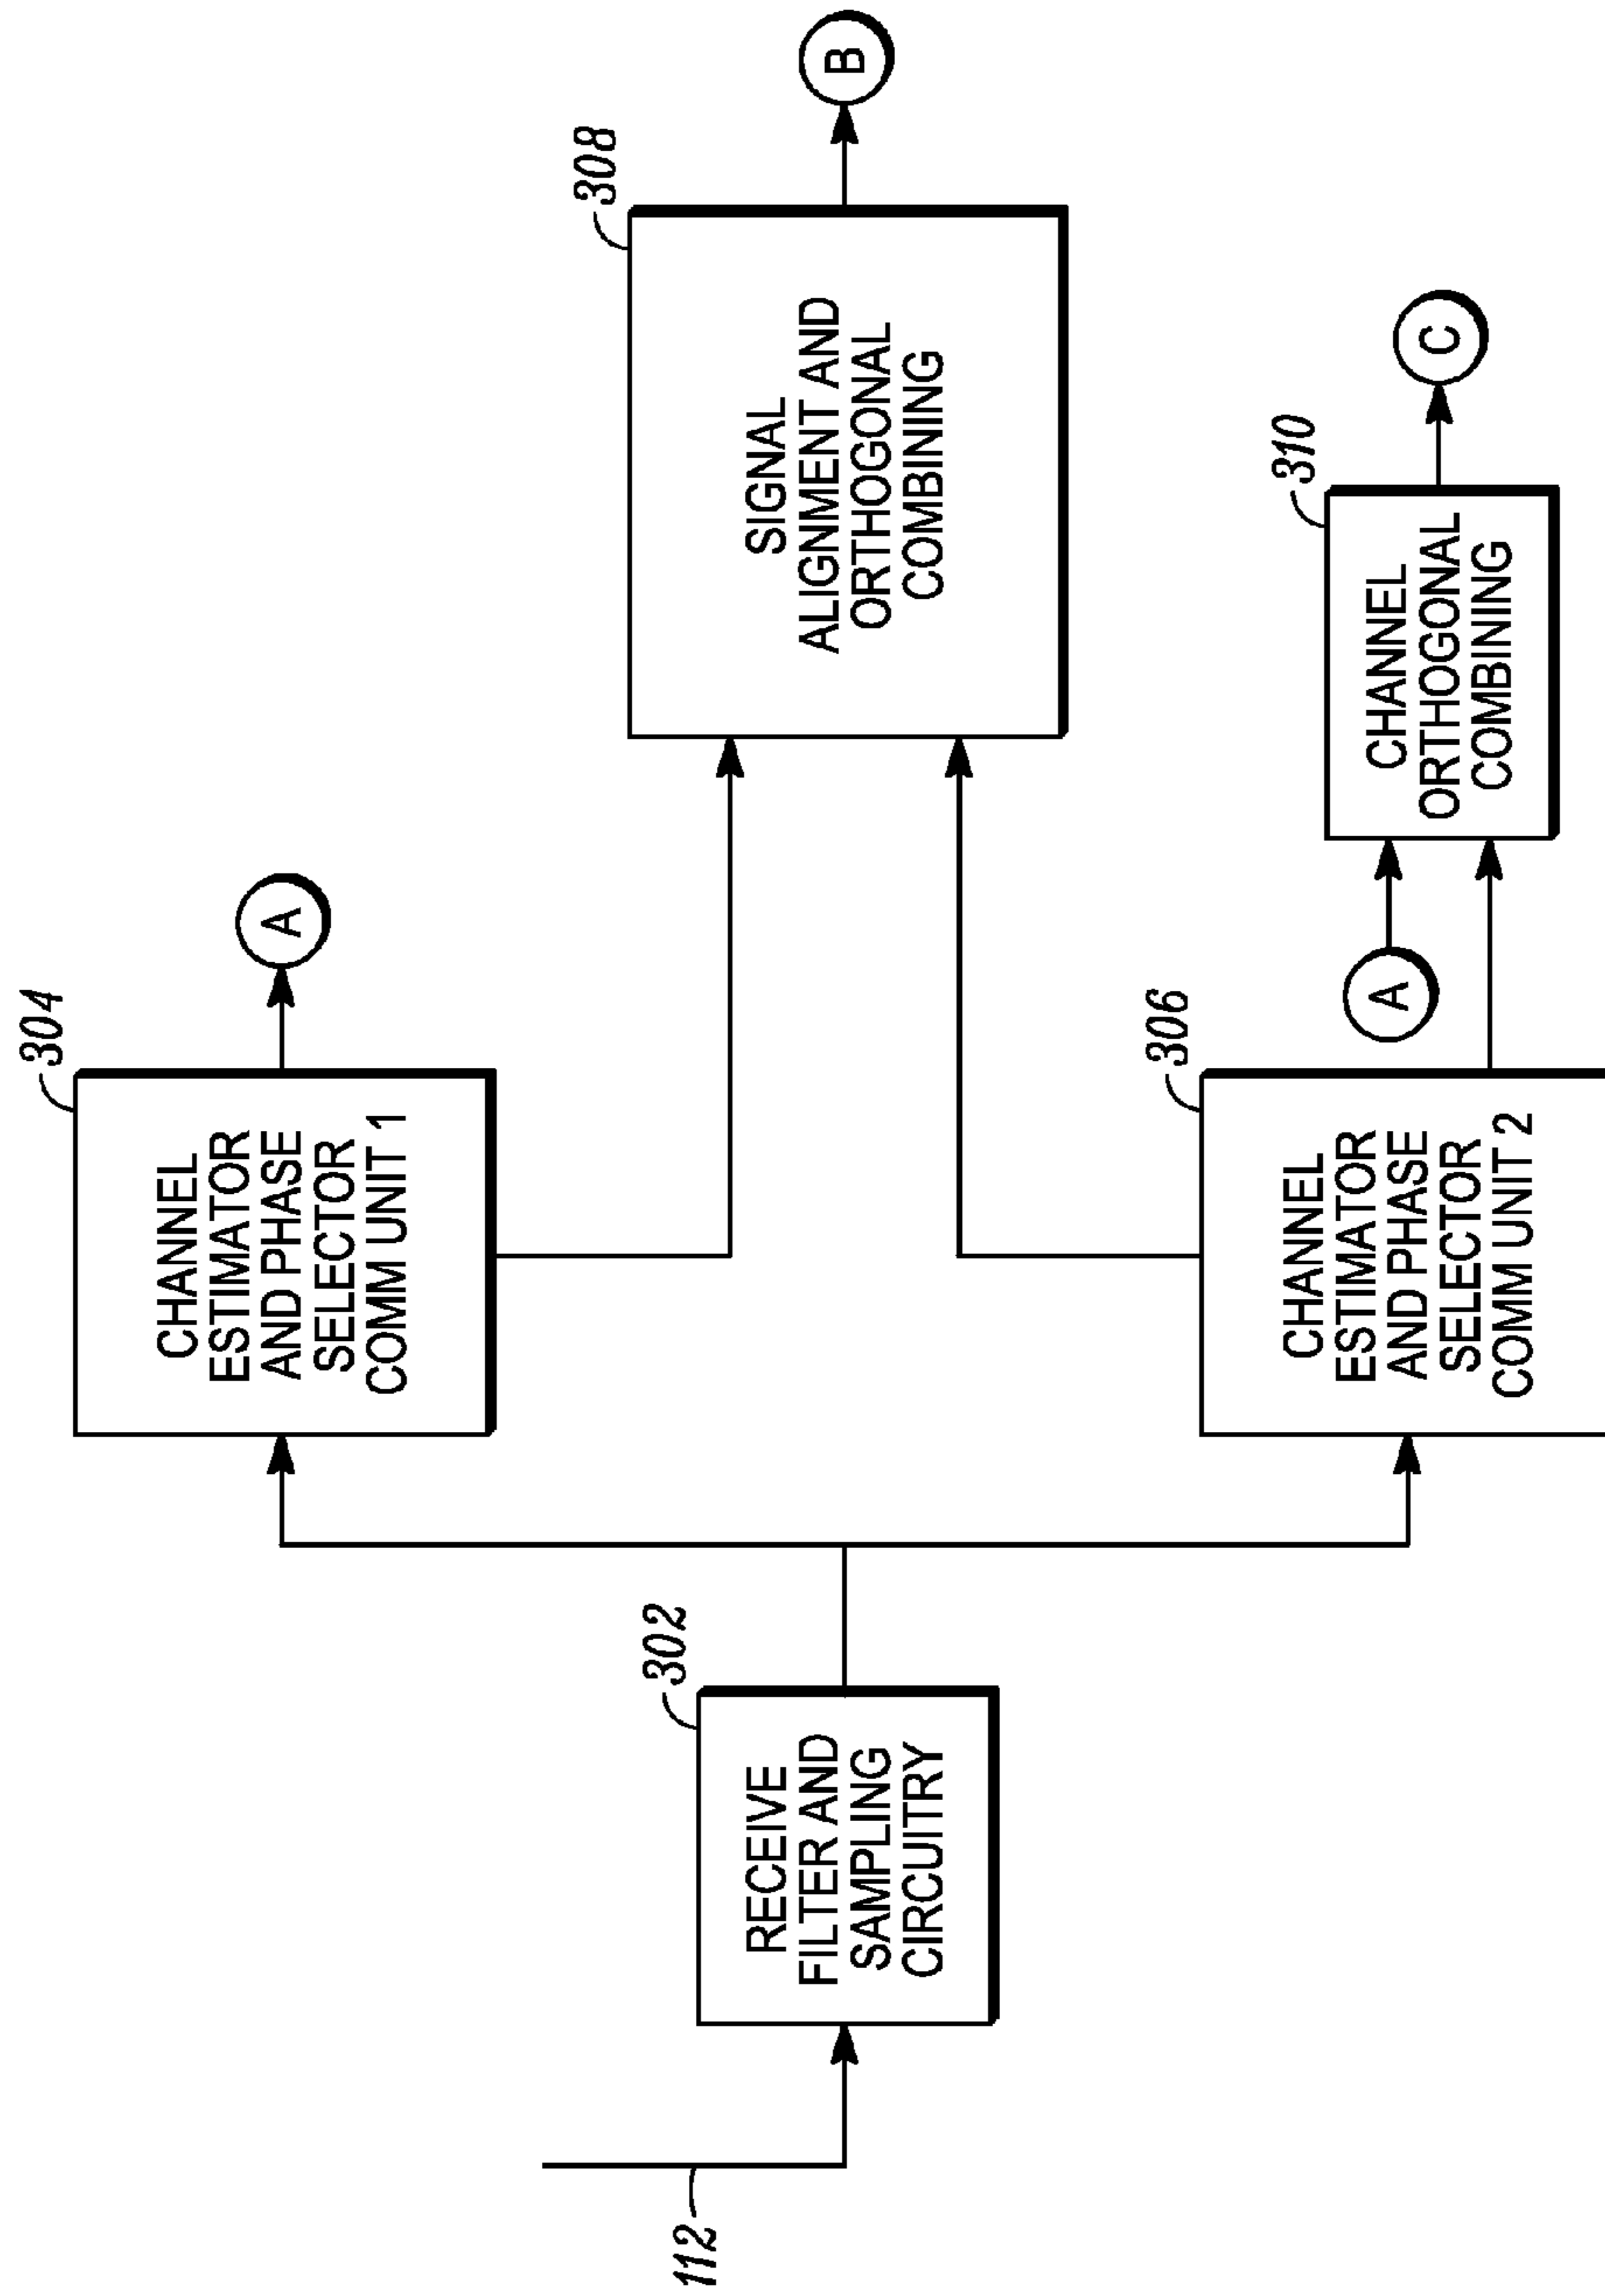 112
302
RECEIVE
FILTER AND
SAMPLING
CIRCUITRY
304
CHANNEL
ESTIMATOR
AND PHASE
SELECTOR
COMM UNIT 1
A
306
CHANNEL
ESTIMATOR
AND PHASE
SELECTOR
COMM UNIT 2
A
308
SIGNAL
ALIGNMENT AND
ORTHOGONAL
COMBINING
B
310
CHANNEL
ORTHOGONAL
COMBINING
C